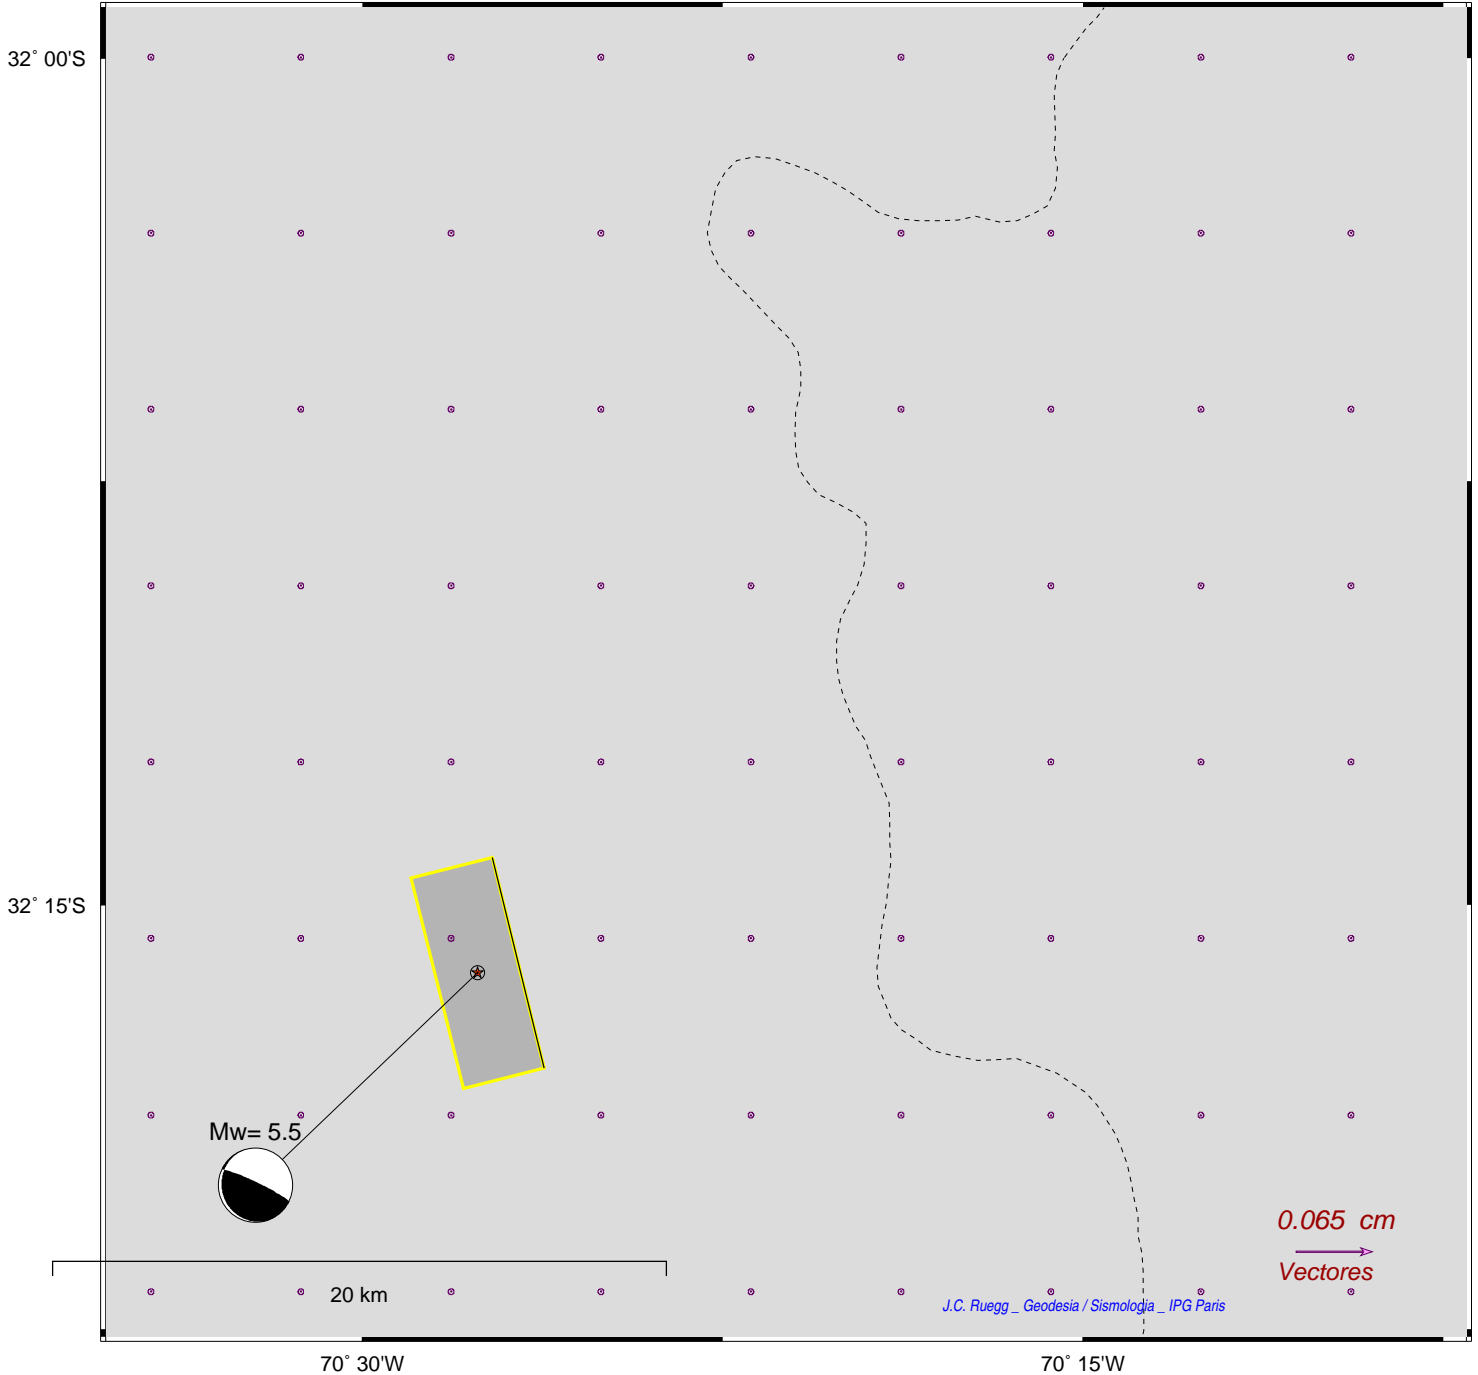 32° 00'S
32° 15'S
Mw= 5.5
0.065 cm
Vectores
20 km
J.C. Ruegg _ Geodesia / Sismologia _ IPG Paris
70° 30'W
70° 15'W